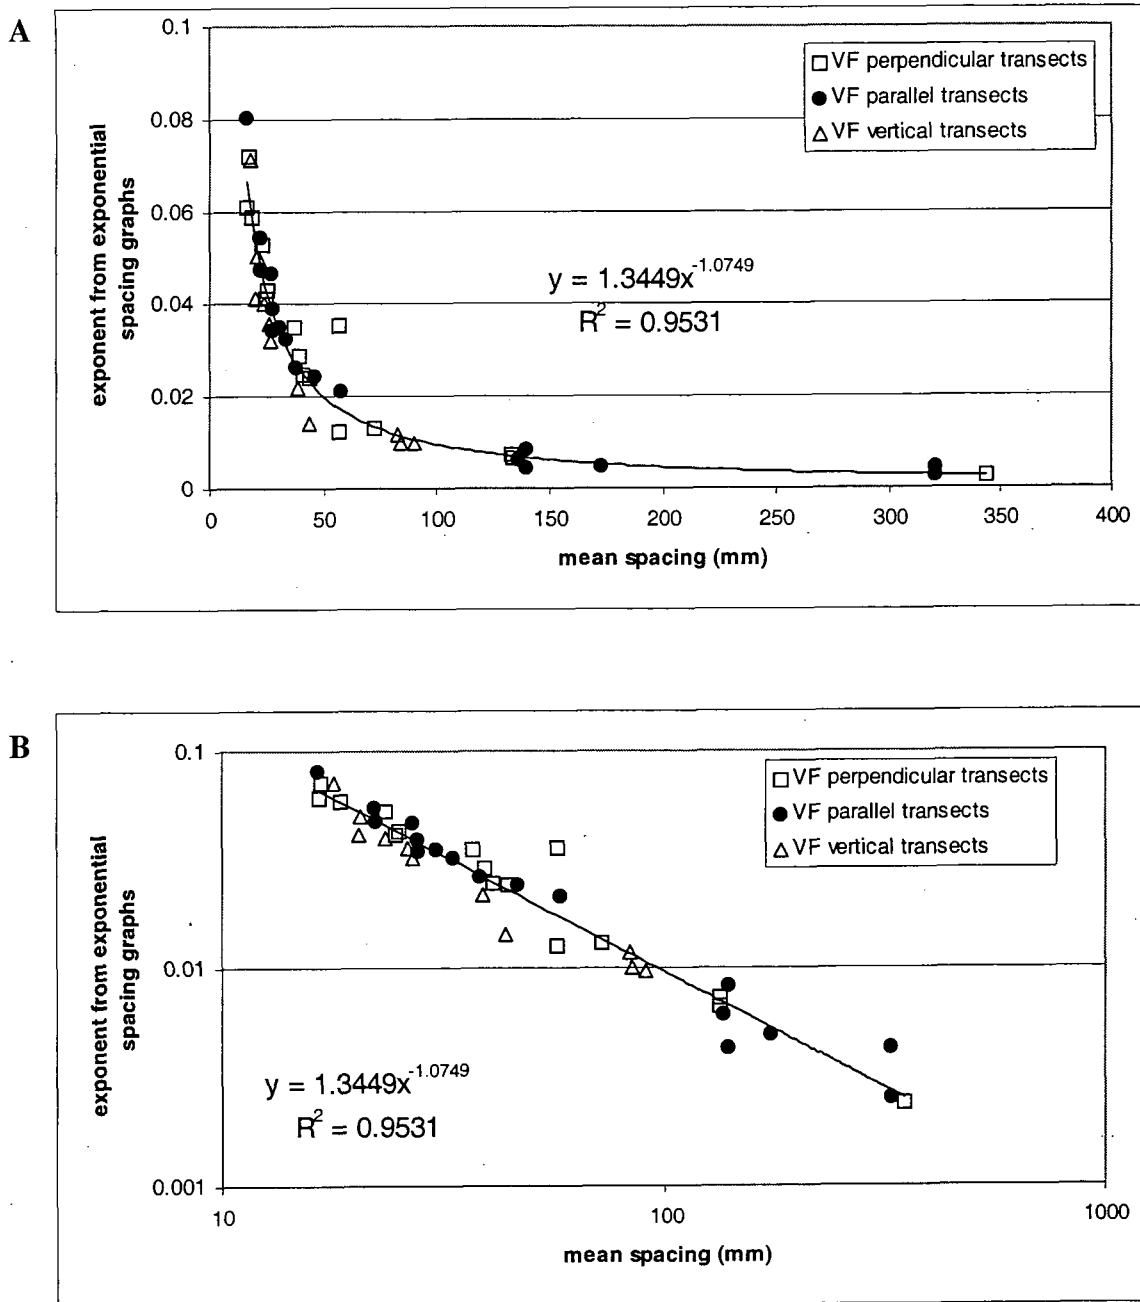 A
0.1
0.08
0.06
0.04
0.02
0
exponent from exponential
spacing graphs
VF perpendicular transects
VF parallel transects
VF vertical transects
y = 1.3449x^-1.0749
R^2 = 0.9531
0 50 100 150 200 250 300 350 400
mean spacing (mm)
B
0.1
0.01
0.001
exponent from exponential
spacing graphs
VF perpendicular transects
VF parallel transects
VF vertical transects
y = 1.3449x^-1.0749
R^2 = 0.9531
10 100 1000
mean spacing (mm)